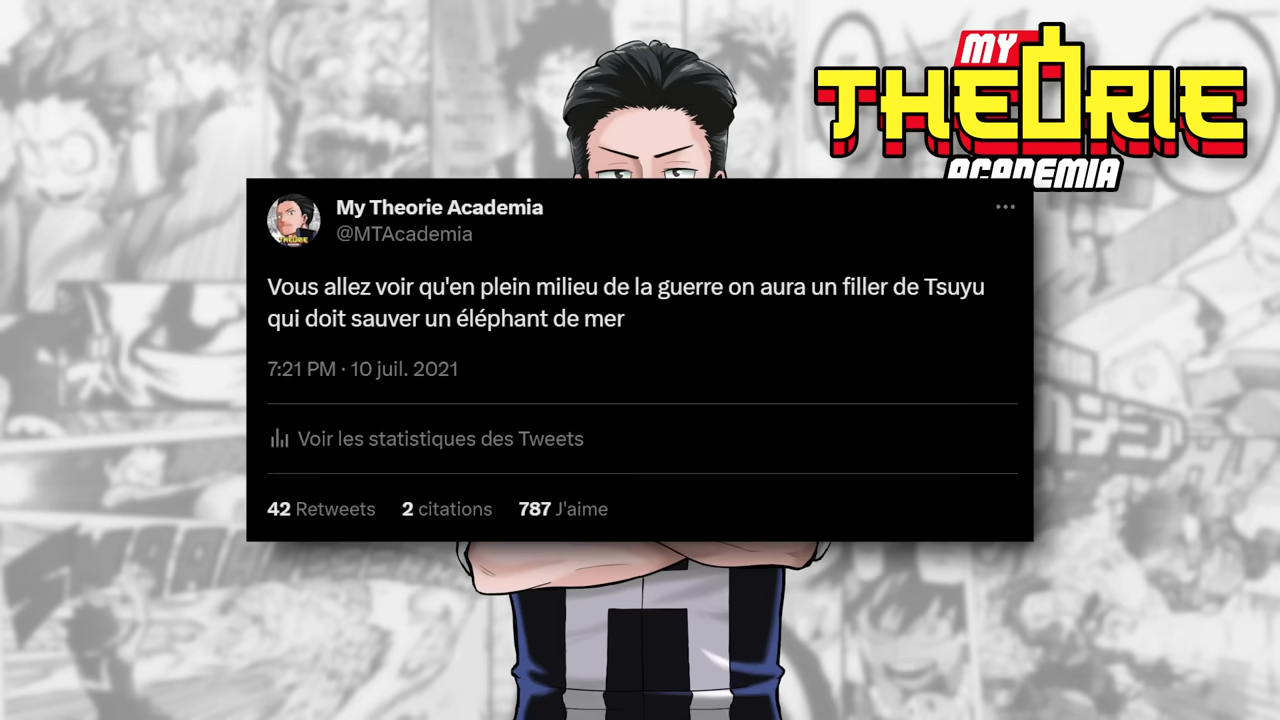 MY
THEORIE
ACADEMIA
My Theorie Academia
@MTAcademia
Vous allez voir qu'en plein milieu de la guerre on aura un filler de Tsuyu
qui doit sauver un éléphant de mer
7:21 PM · 10 juil. 2021
Voir les statistiques des Tweets
42 Retweets 2 citations 787 J'aime